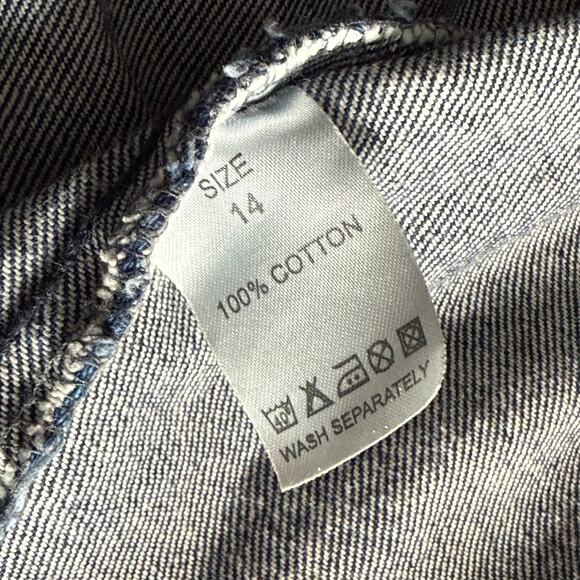 SIZE
14
100% COTTON
WASH SEPARATELY